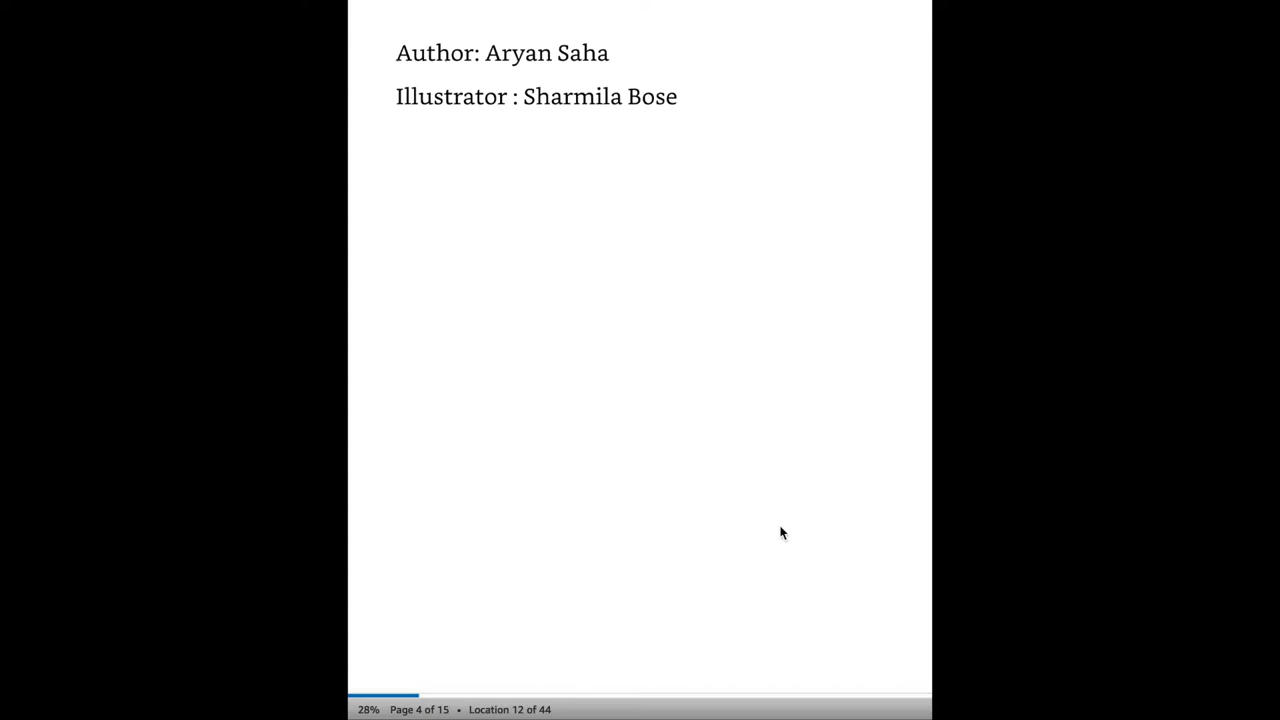 Author: Aryan Saha
Illustrator : Sharmila Bose
28% Page 4 of 15 • Location 12 of 44